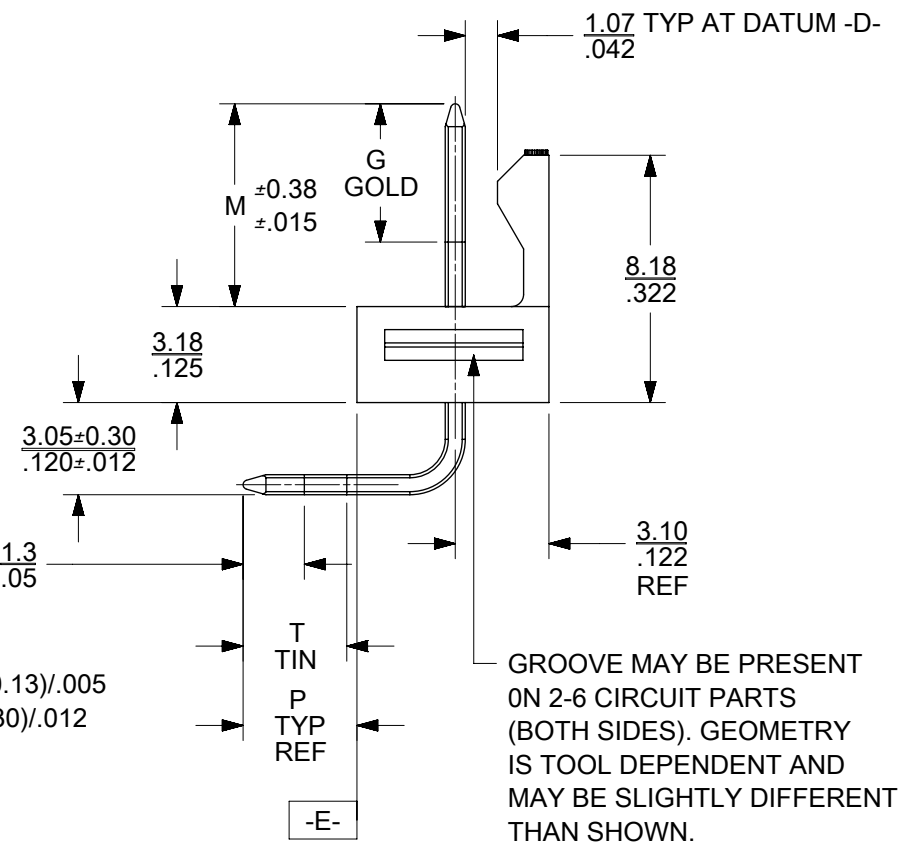 1.07 TYP AT DATUM -D-
.042
G
GOLD
M ±0.38
±.015
8.18
.322
3.18
.125
3.05±0.30
.120±.012
1.3
.05
3.10
.122
REF
T
TIN
P
TYP
REF
0.13)/.005
30)/.012
GROOVE MAY BE PRESENT
0N 2-6 CIRCUIT PARTS
(BOTH SIDES). GEOMETRY
IS TOOL DEPENDENT AND
MAY BE SLIGHTLY DIFFERENT
THAN SHOWN.
-E-